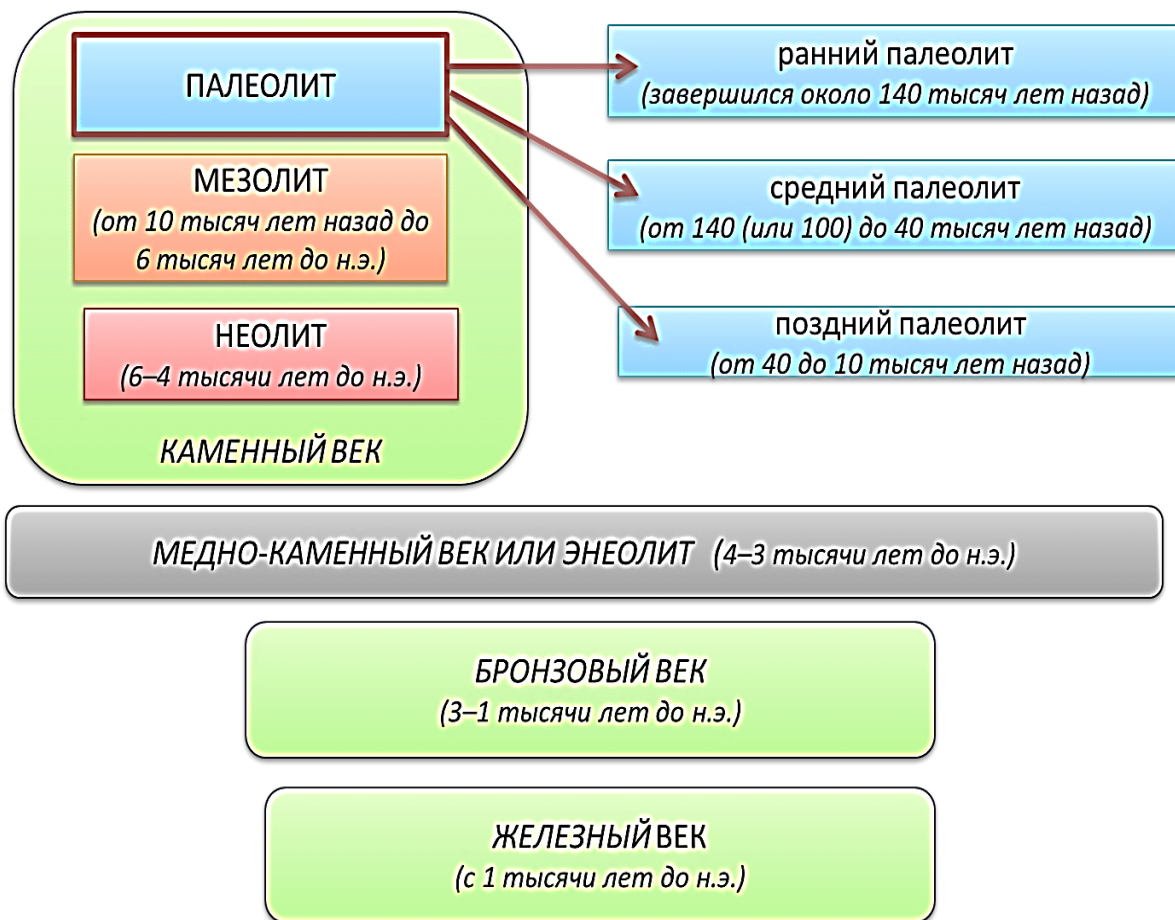 ПАЛЕОЛИТ
ранний палеолит
(завершился около 140 тысяч лет назад)
средний палеолит
(от 140 (или 100) до 40 тысяч лет назад)
поздний палеолит
(от 40 до 10 тысяч лет назад)
МЕЗОЛИТ
(от 10 тысяч лет назад до
6 тысяч лет до н.э.)
НЕОЛИТ
(6–4 тысячи лет до н.э.)
КАМЕННЫЙ ВЕК
МЕДНО-КАМЕННЫЙ ВЕК ИЛИ ЭНЕОЛИТ (4–3 тысячи лет до н.э.)
БРОНЗОВЫЙ ВЕК
(3–1 тысячи лет до н.э.)
ЖЕЛЕЗНЫЙ ВЕК
(с 1 тысячи лет до н.э.)